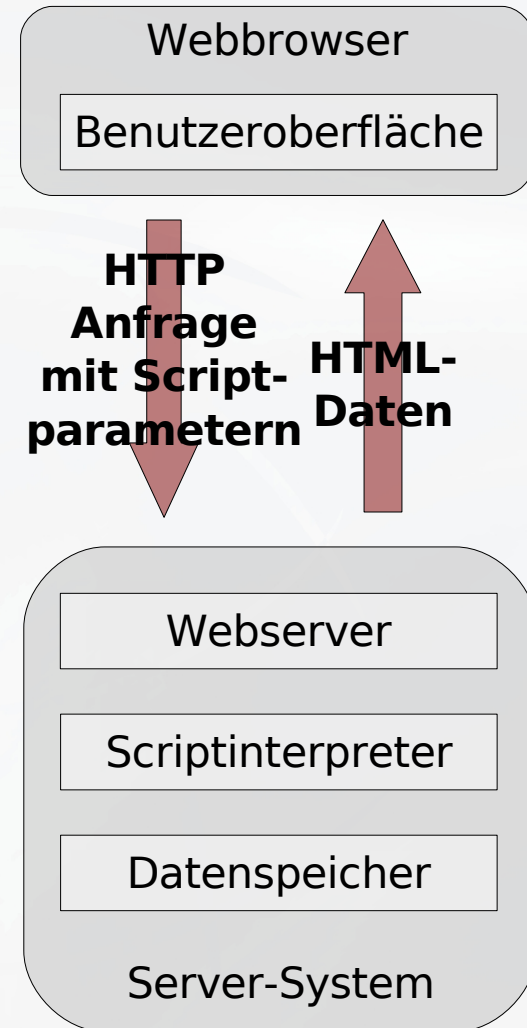 Webbrowser
Benutzeroberfläche
HTTP
Anfrage
mit Script-
parametern
HTML-
Daten
Webserver
Scriptinterpreter
Datenspeicher
Server-System